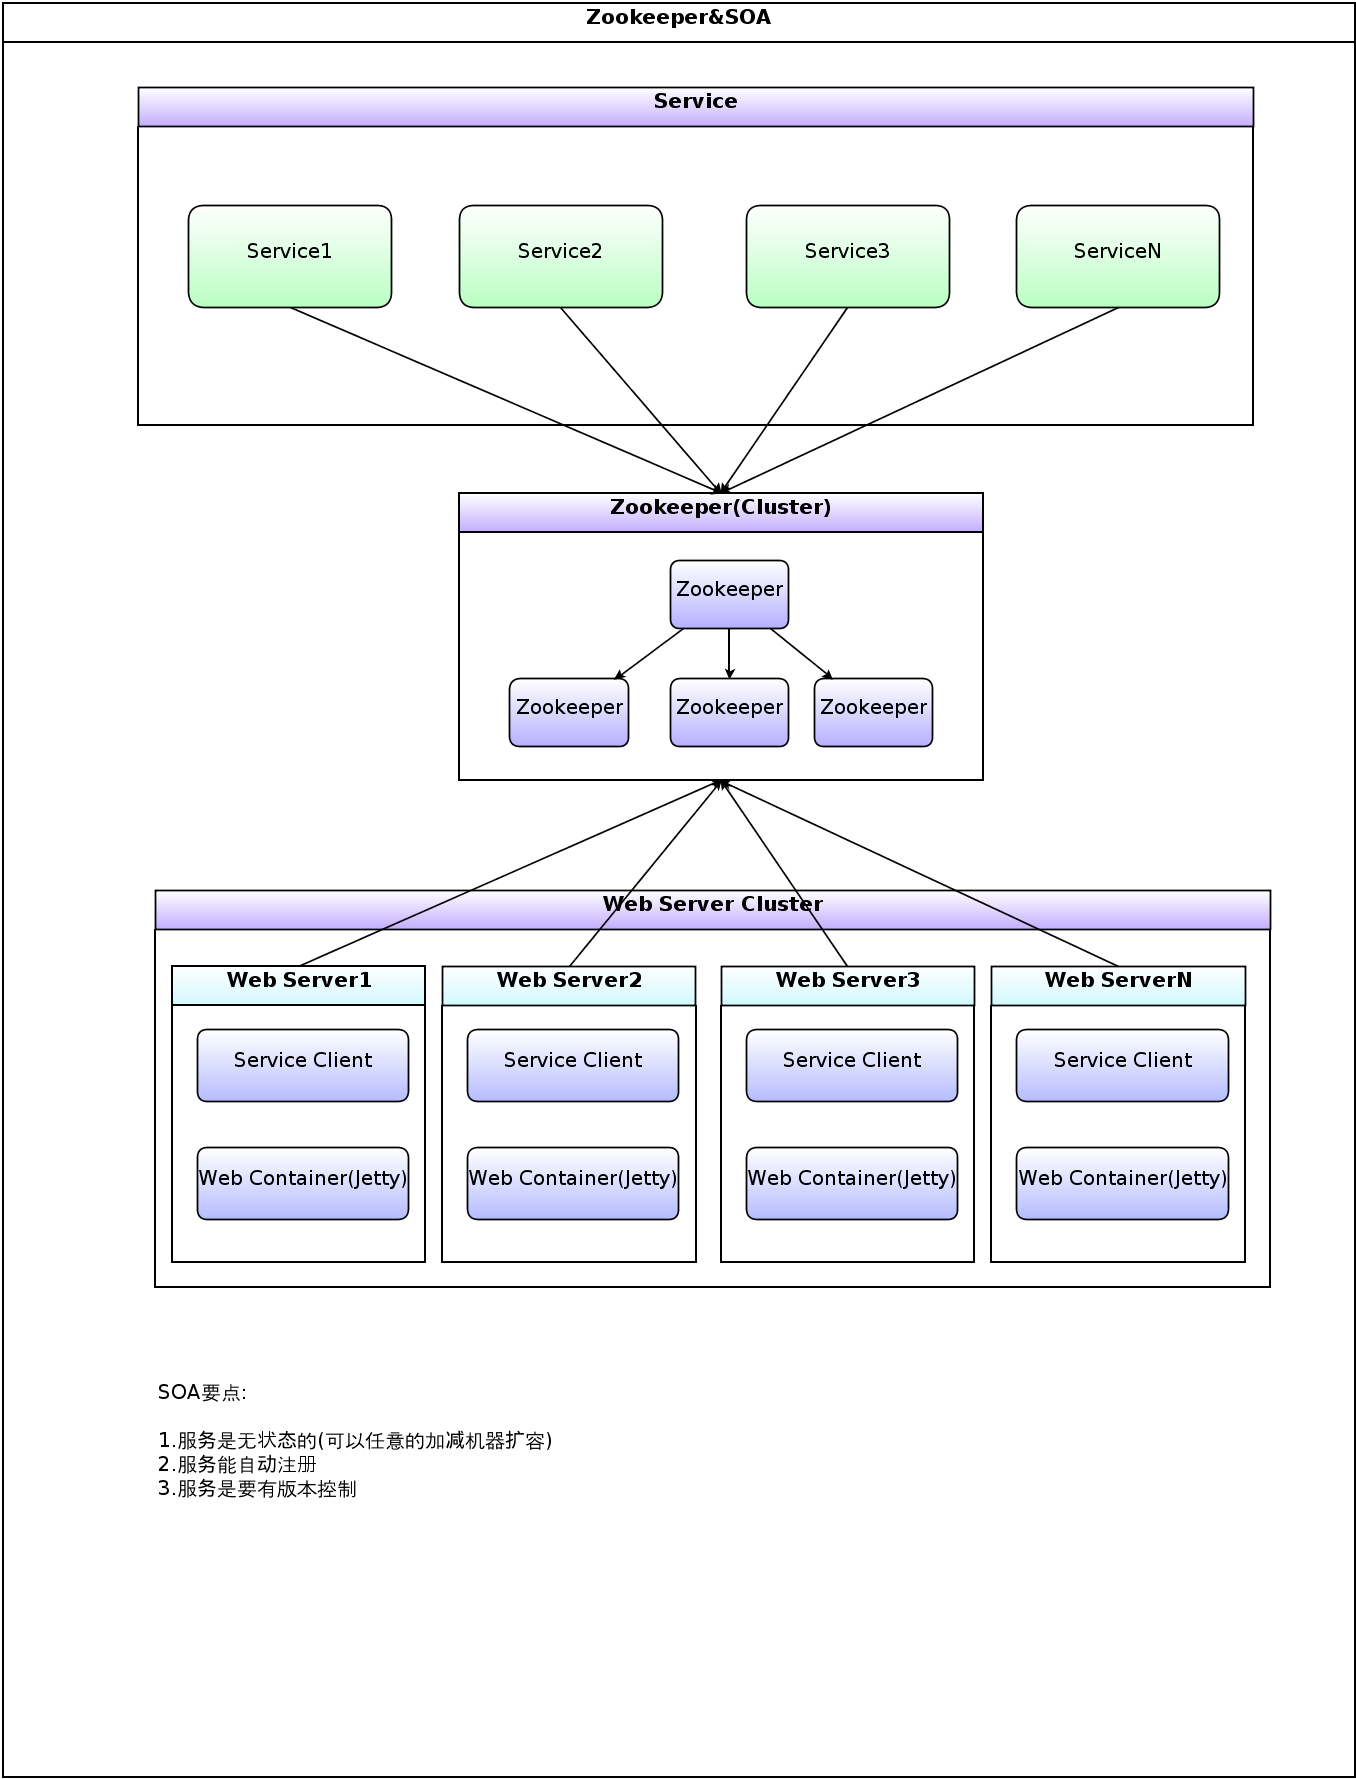 Zookeeper&SOA
Service
Service1
Service2
Service3
ServiceN
Zookeeper(Cluster)
Zookeeper
Zookeeper
Zookeeper
Zookeeper
Web Server Cluster
Web Server1
Web Server2
Web Server3
Web ServerN
Service Client
Service Client
Service Client
Service Client
Web Container(Jetty)
Web Container(Jetty)
Web Container(Jetty)
Web Container(Jetty)
SOA要点:
1.服务是无状态的(可以任意的加减机器扩容)
2.服务能自动注册
3.服务是要有版本控制